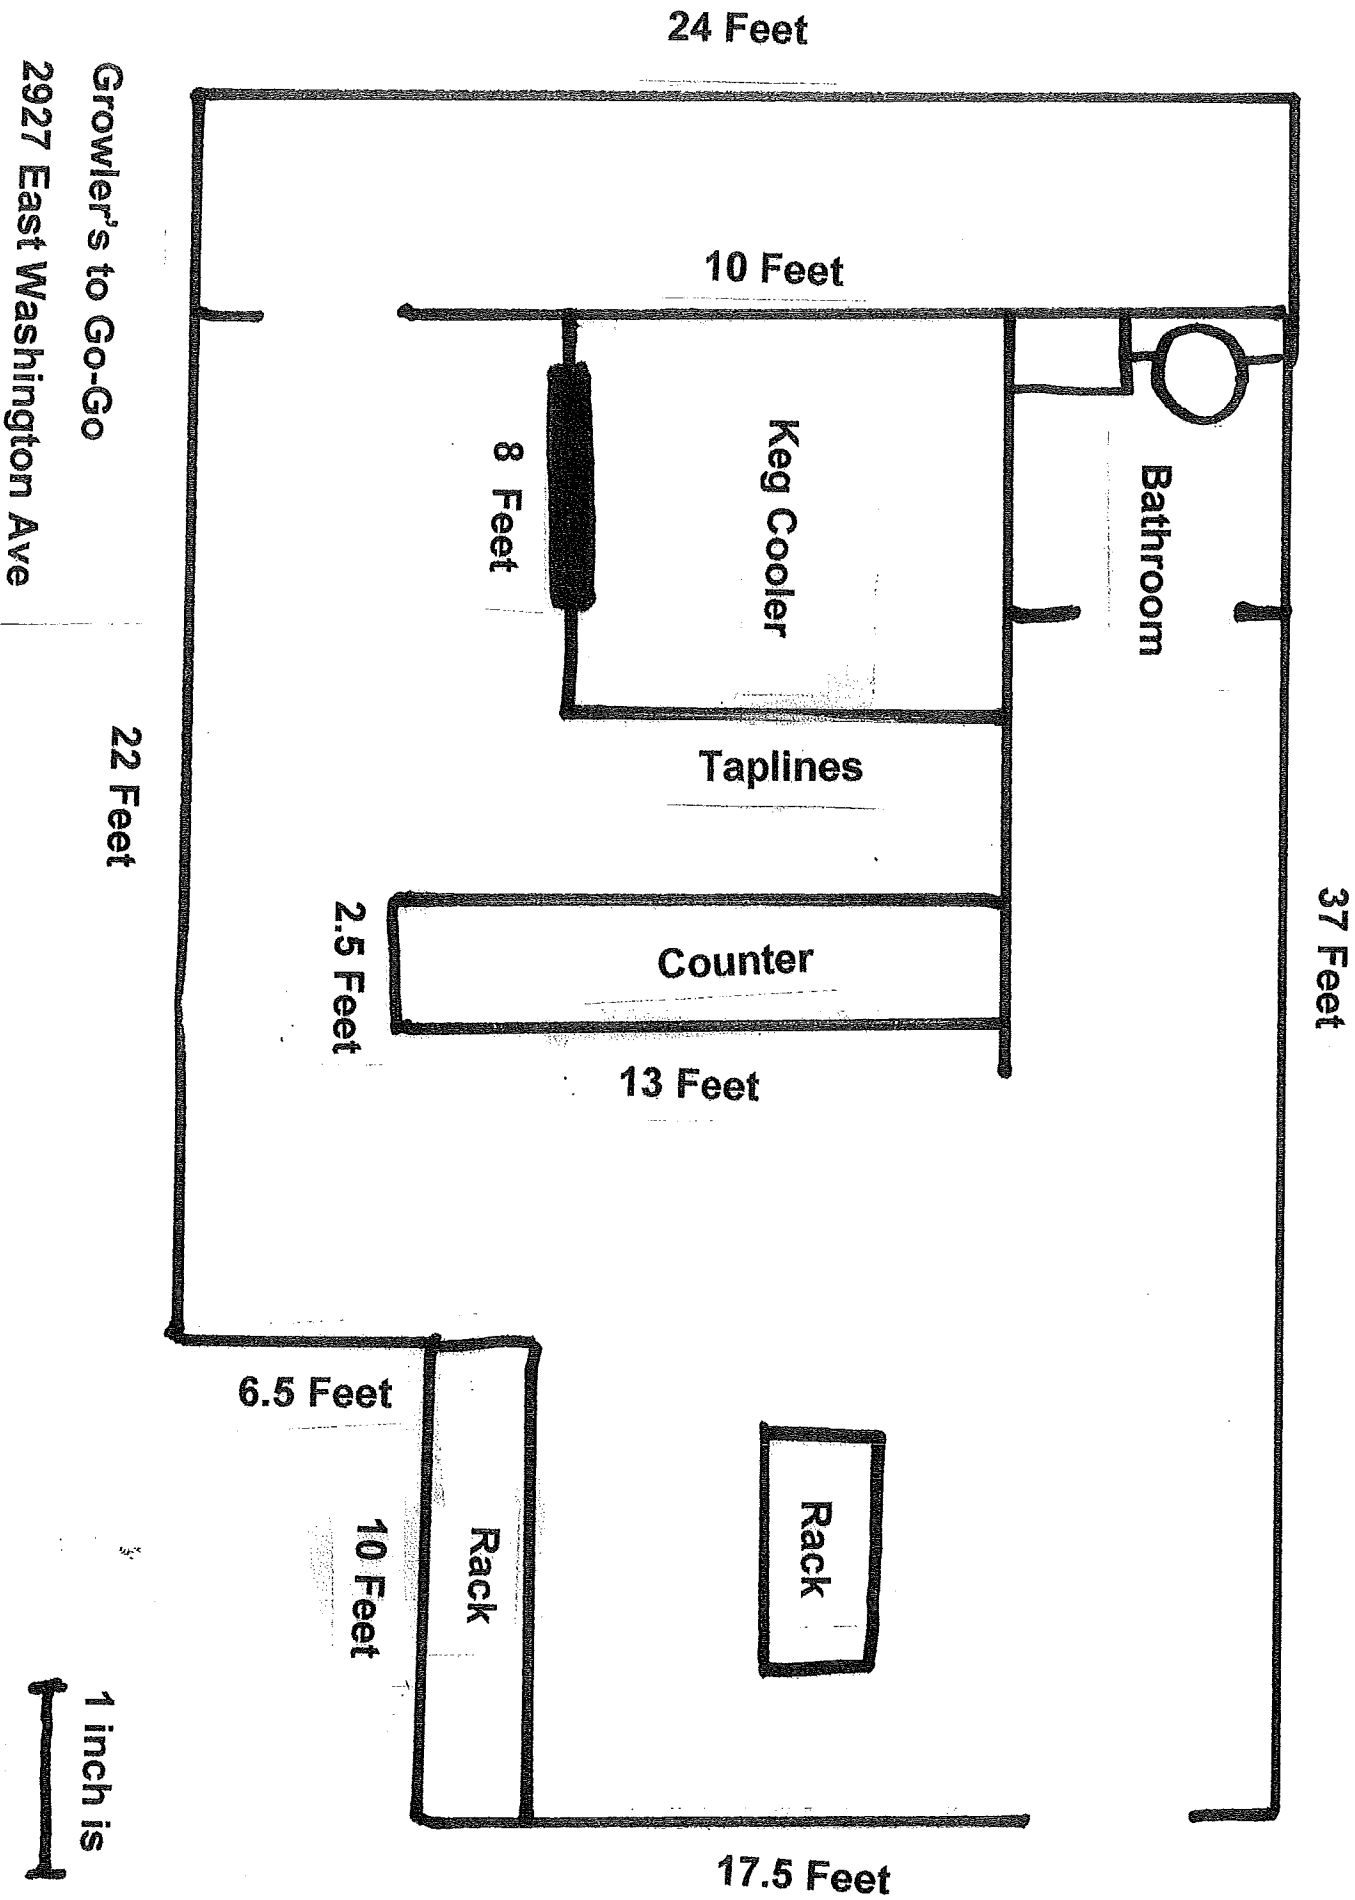 24 Feet
Growler's to Go-Go
2927 East Washington Ave
10 Feet
Keg Cooler
8 Feet
Bathroom
Taplines
22 Feet
2.5 Feet
Counter
13 Feet
37 Feet
6.5 Feet
10 Feet
Rack
Rack
1 inch is
17.5 Feet